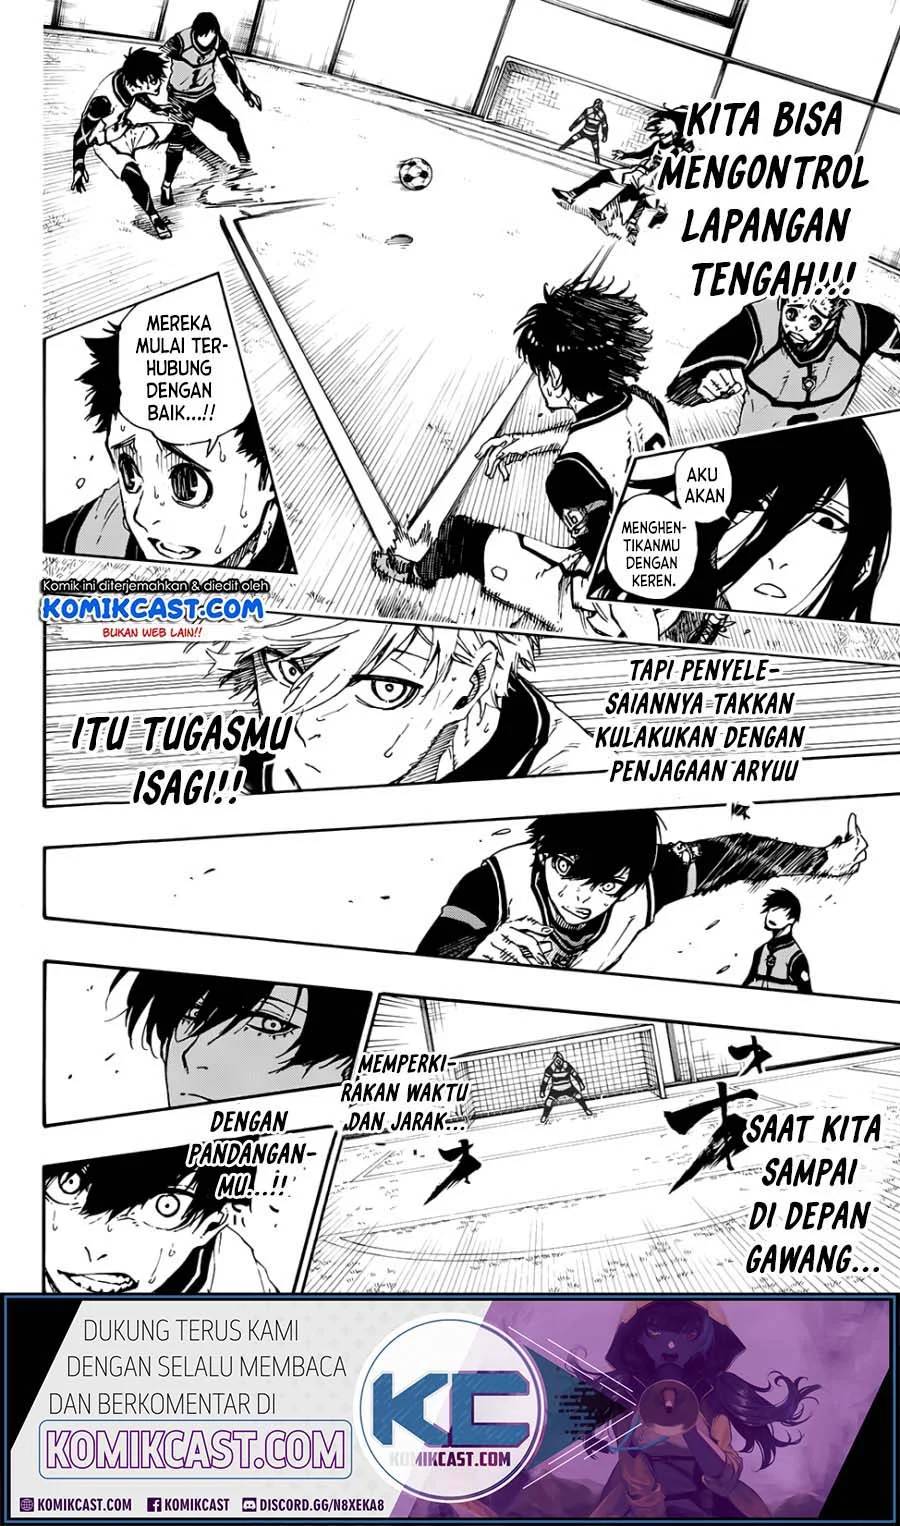 KITA BISA
MENGONTROL
LAPANGAN
TENGAH!!!
MEREKA
MULAI TER-
HUBUNG
DENGAN
BAIK...!!
AKU
AKAN
MENGHEN-
TIKANMU
DENGAN
KEREN.
Komik ini diterjemahkan & diedit oleh
KOMIKCAST.COM
BUKAN WEB LAIN!!
TAPI PENYELE-
SAIANNYA TAKKAN
KULAKUKAN DENGAN
PENJAGAAN ARYUU
ITU TUGASMU
ISAGI!!
MEMPERKI-
RAKAN WAKTU
DAN JARAK...
DENGAN
PANDANGAN-
MU...!!
オオオ
SAAT KITA
SAMPAI
DI DEPAN
GAWANG...
DUKUNG TERUS KAMI
DENGAN SELALU MEMBACA
DAN BERKOMENTAR DI
KOMIKCAST.COM
KC
KOMIKCAST.COM
KOMIKCAST.COM KOMIKCAST DISCORD.GG/N8XEKA8